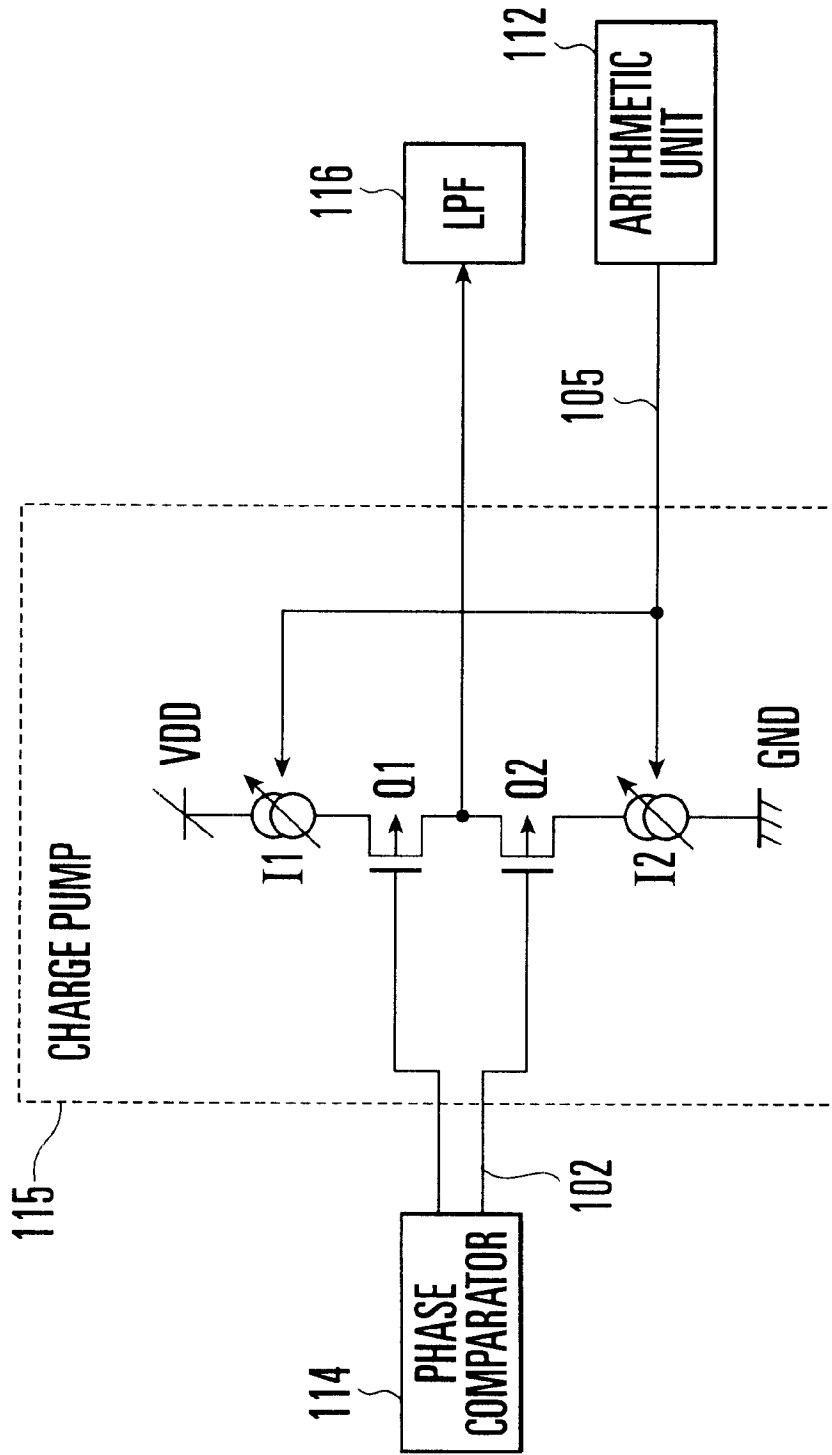 115
CHARGE PUMP
VDD
I1
Q1
Q2
I2
GND
114
PHASE
COMPARATOR
102
116
LPF
105
112
ARITHMETIC
UNIT